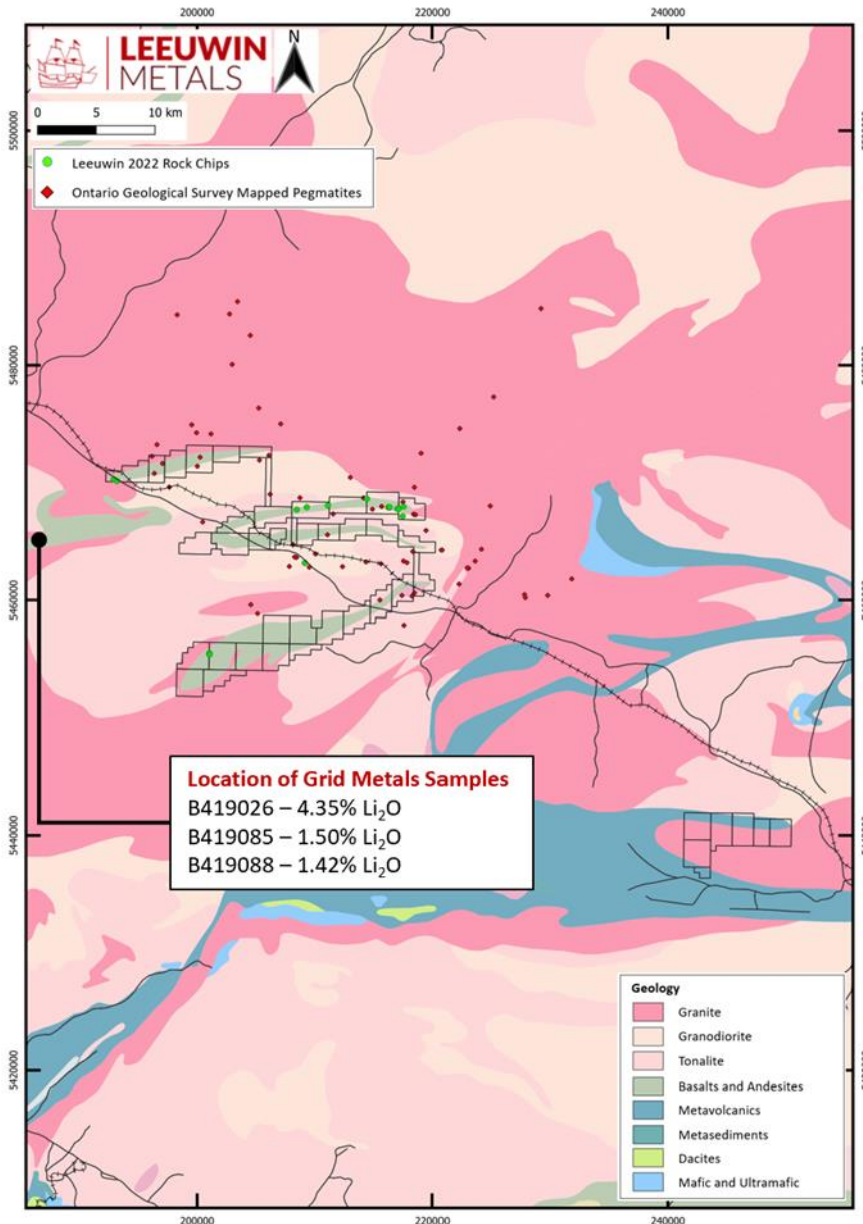 200000 220000 240000
LEEUWIN
METALS
N
0 5 10 km
Leeuwin 2022 Rock Chips
Ontario Geological Survey Mapped Pegmatites
5500000
5480000
5460000
5440000
5420000
Location of Grid Metals Samples
B419026 – 4.35% Li₂O
B419085 – 1.50% Li₂O
B419088 – 1.42% Li₂O
Geology
Granite
Granodiorite
Tonalite
Basalts and Andesites
Metavolcanics
Metasediments
Dacites
Mafic and Ultramafic
200000 220000 240000